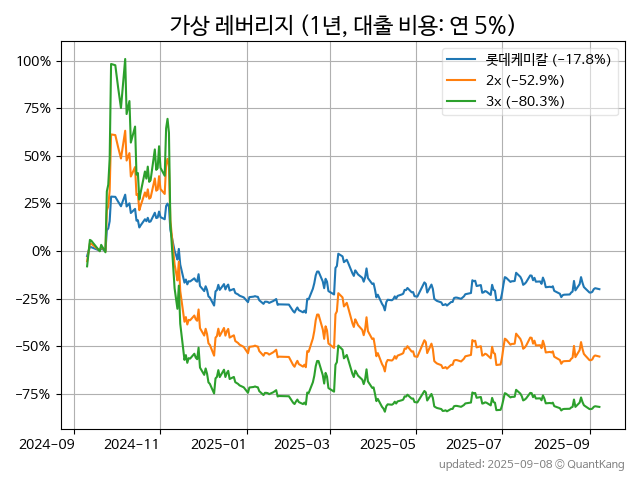 가상 레버리지 (1년, 대출 비용: 연 5%)
롯데케미칼 (-17.8%)
2x (-52.9%)
3x (-80.3%)
100%
75%
50%
25%
0%
-25%
-50%
-75%
2024-09 2024-11 2025-01 2025-03 2025-05 2025-07 2025-09
updated: 2025-09-08 © QuantKang